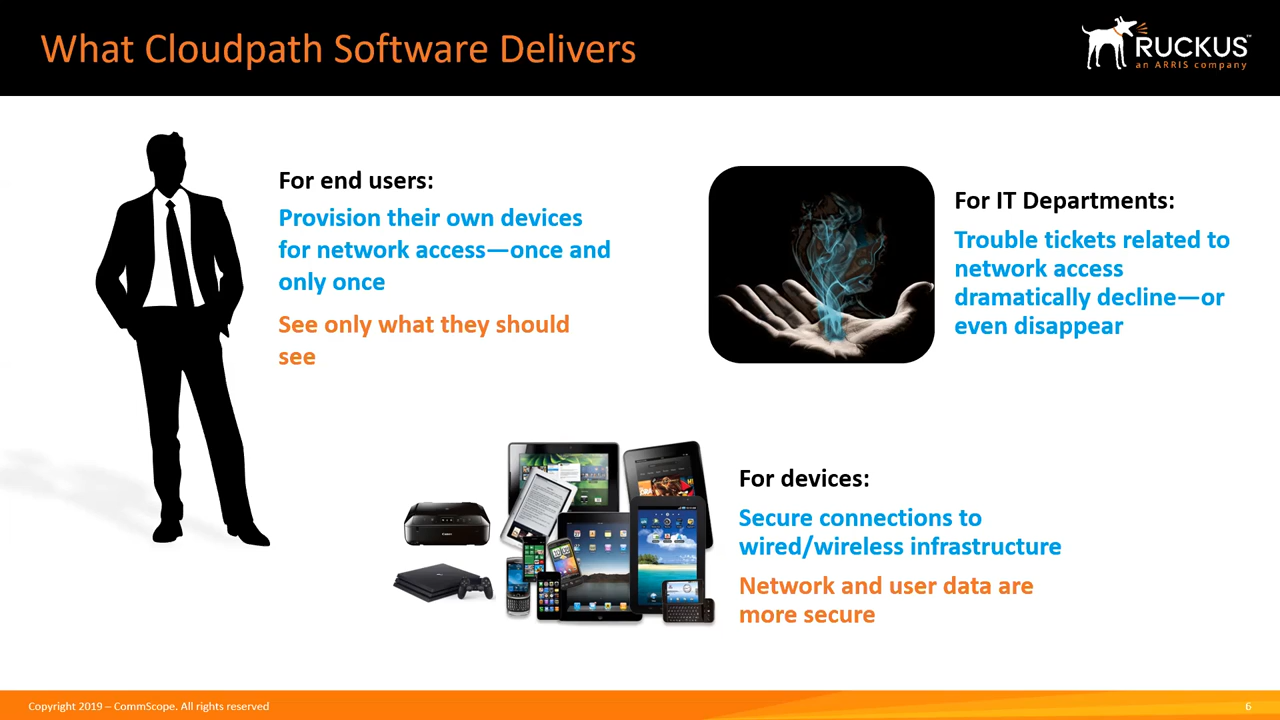 What Cloudpath Software Delivers
RUCKUS™
an ARRIS company
For end users:
Provision their own devices
for network access—once and
only once
See only what they should
see
For IT Departments:
Trouble tickets related to
network access
dramatically decline—or
even disappear
For devices:
Secure connections to
wired/wireless infrastructure
Network and user data are
more secure
Canon
Copyright 2019 – CommScope. All rights reserved
6